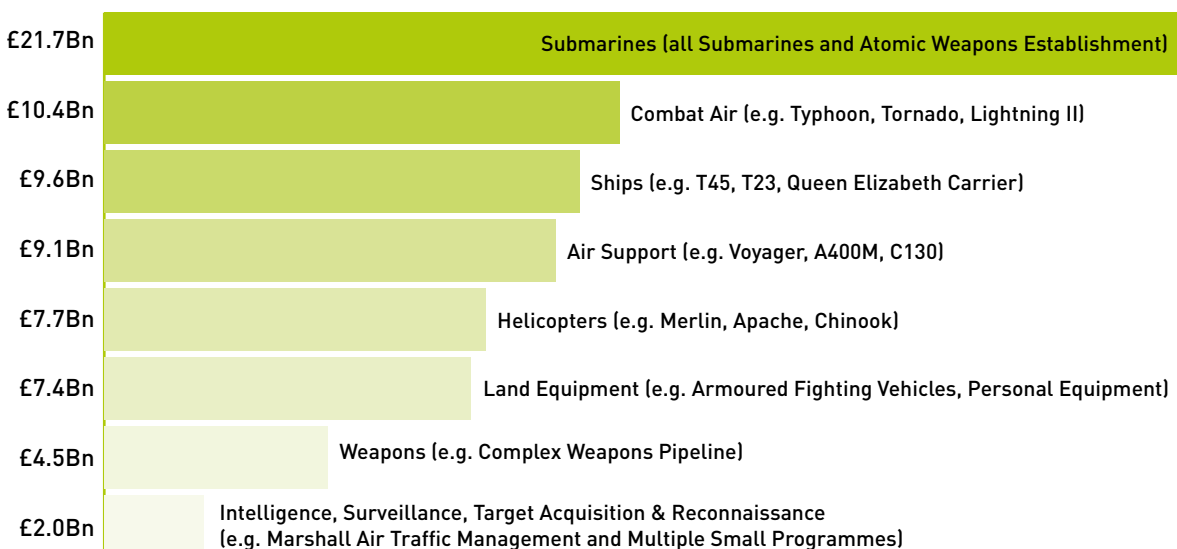 £21.7Bn Submarines (all Submarines and Atomic Weapons Establishment)
£10.4Bn Combat Air (e.g. Typhoon, Tornado, Lightning II)
£9.6Bn Ships (e.g. T45, T23, Queen Elizabeth Carrier)
£9.1Bn Air Support (e.g. Voyager, A400M, C130)
£7.7Bn Helicopters (e.g. Merlin, Apache, Chinook)
£7.4Bn Land Equipment (e.g. Armoured Fighting Vehicles, Personal Equipment)
£4.5Bn Weapons (e.g. Complex Weapons Pipeline)
£2.0Bn Intelligence, Surveillance, Target Acquisition & Reconnaissance
(e.g. Marshall Air Traffic Management and Multiple Small Programmes)